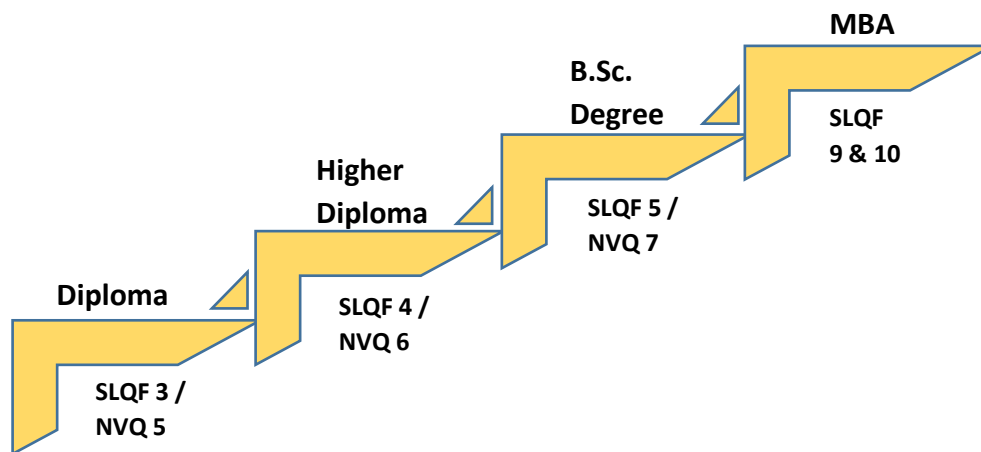 MBA
SLQF
9 & 10
B.Sc.
Degree
SLQF 5 /
NVQ 7
Higher
Diploma
SLQF 4 /
NVQ 6
Diploma
SLQF 3 /
NVQ 5